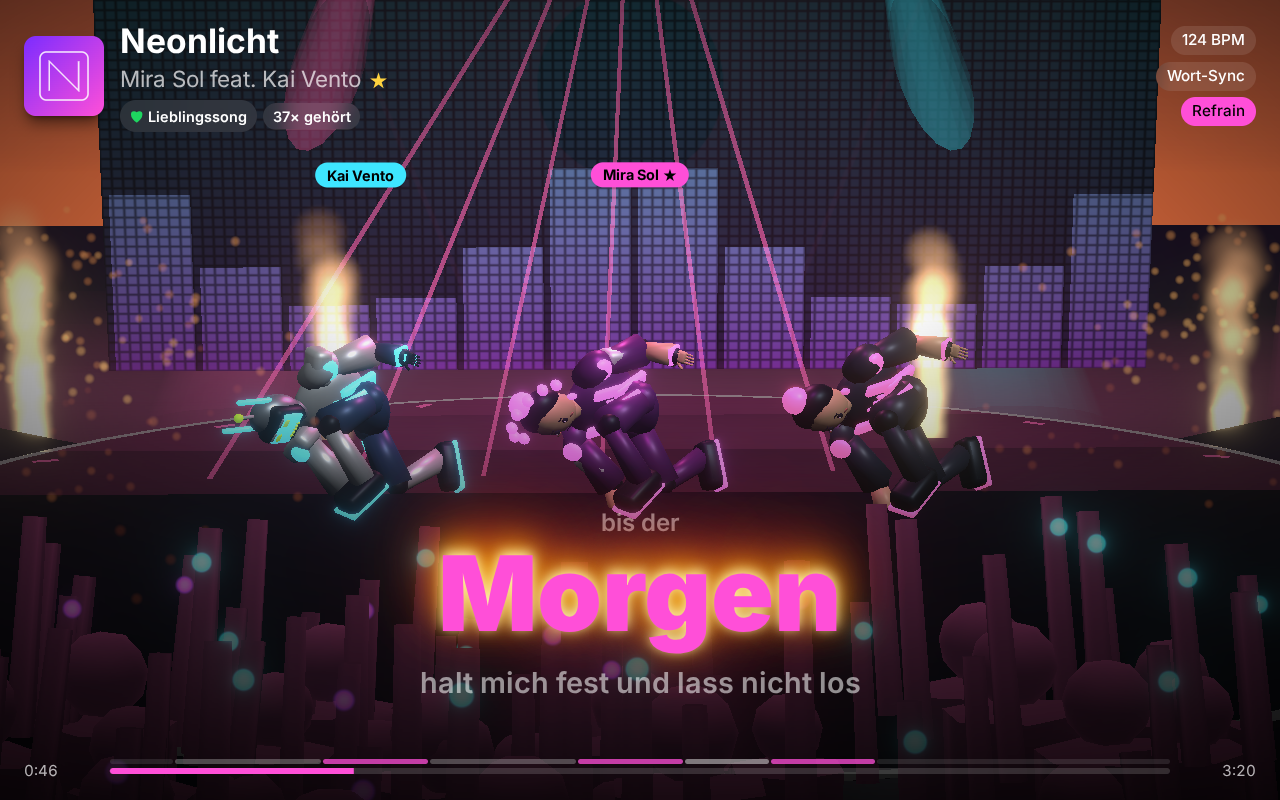 N
Neonlicht
Mira Sol feat. Kai Vento ★
Lieblingssong
37× gehört
124 BPM
Wort-Sync
Refrain
Kai Vento
Mira Sol ★
bis der
Morgen
halt mich fest und lass nicht los
0:46
3:20